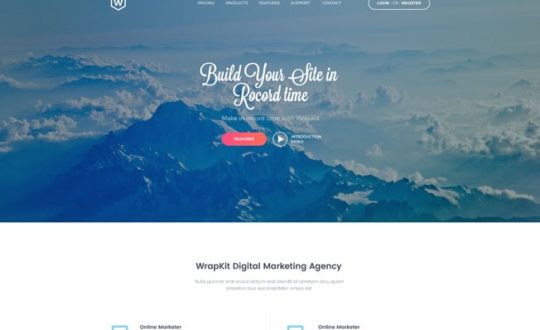 W
PRICING PRODUCTS FEATURES SUPPORT CONTACT
LOGIN OR REGISTER
Build Your Site in
Rocord time
Make in record time with WrapKit
FEATURES
INTRODUCTION
VIDEO
WrapKit Digital Marketing Agency
Online Marketer
Online Marketer